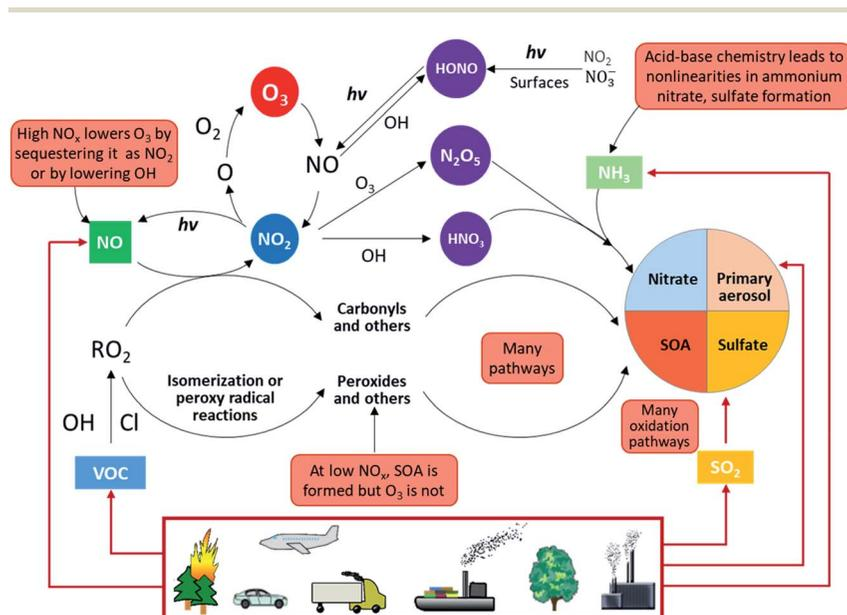 O₃
hv
HONO
hv
NO₂
Surfaces
NO₃⁻
Acid-base chemistry leads to
nonlinearities in ammonium
nitrate, sulfate formation
High NOₓ lowers O₃ by
sequestering it as NO₂
or by lowering OH
O₂
O
NO
OH
O₃
N₂O₅
NH₃
NO
hv
NO₂
OH
HNO₃
Nitrate
Primary
aerosol
SOA
Sulfate
Carbonyls
and others
RO₂
Many
pathways
Isomerization or
peroxy radical
reactions
Peroxides
and others
OH
Cl
Many
oxidation
pathways
VOC
At low NOₓ, SOA is
formed but O₃ is not
SO₂